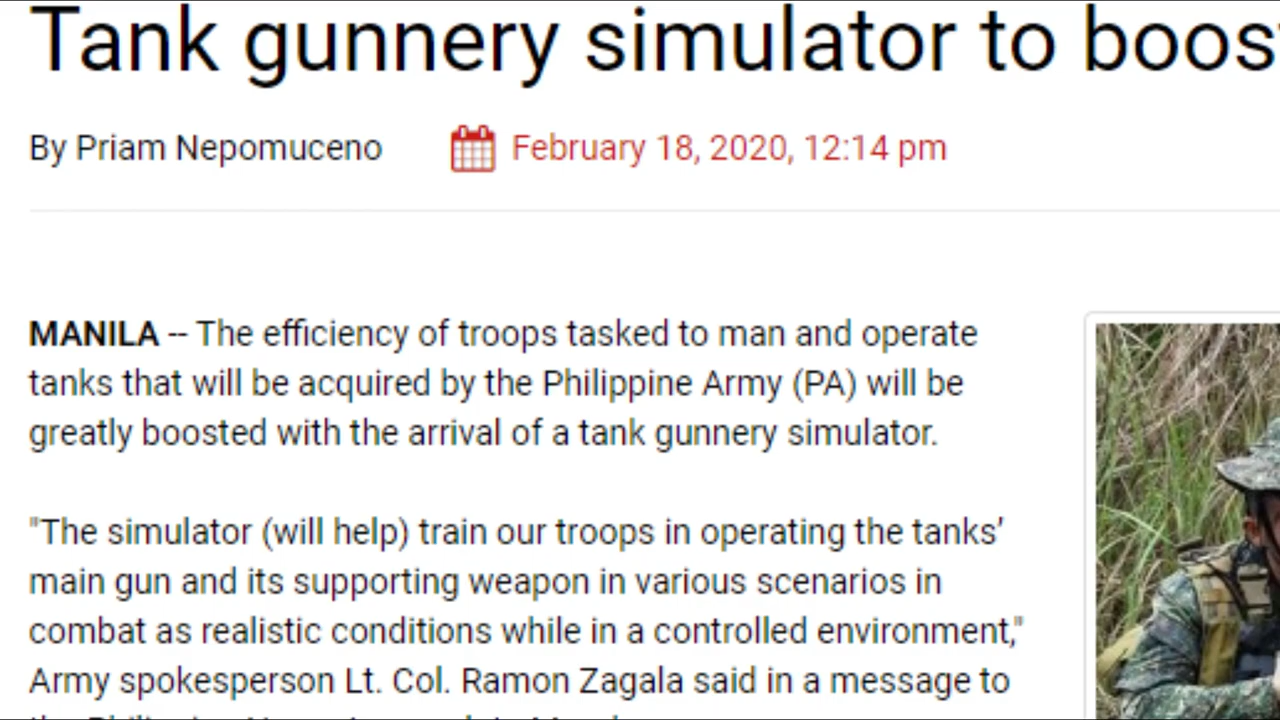 Tank gunnery simulator to boos
By Priam Nepomuceno February 18, 2020, 12:14 pm
MANILA -- The efficiency of troops tasked to man and operate
tanks that will be acquired by the Philippine Army (PA) will be
greatly boosted with the arrival of a tank gunnery simulator.
"The simulator (will help) train our troops in operating the tanks'
main gun and its supporting weapon in various scenarios in
combat as realistic conditions while in a controlled environment,"
Army spokesperson Lt. Col. Ramon Zagala said in a message to